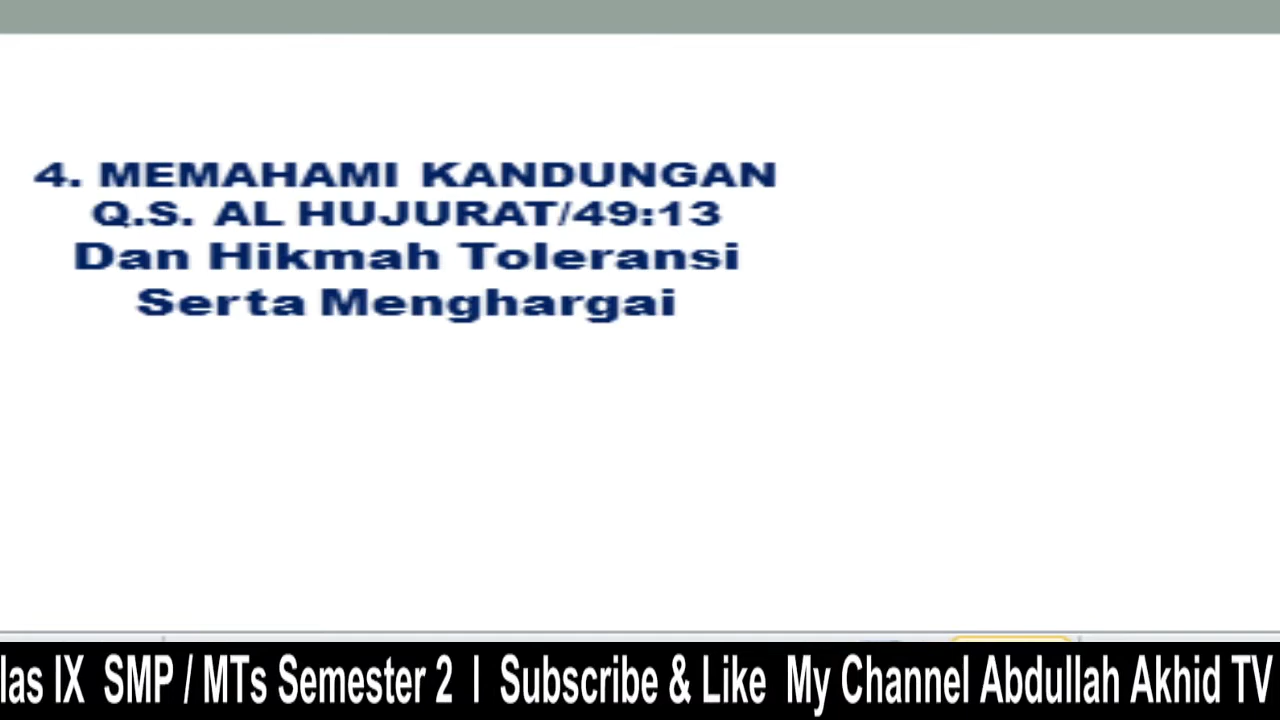 4. MEMAHAMI KANDUNGAN
Q.S. AL HUJURAT/49:13
Dan Hikmah Toleransi
Serta Menghargai
las IX SMP / MTs Semester 2 I Subscribe & Like My Channel Abdullah Akhid TV